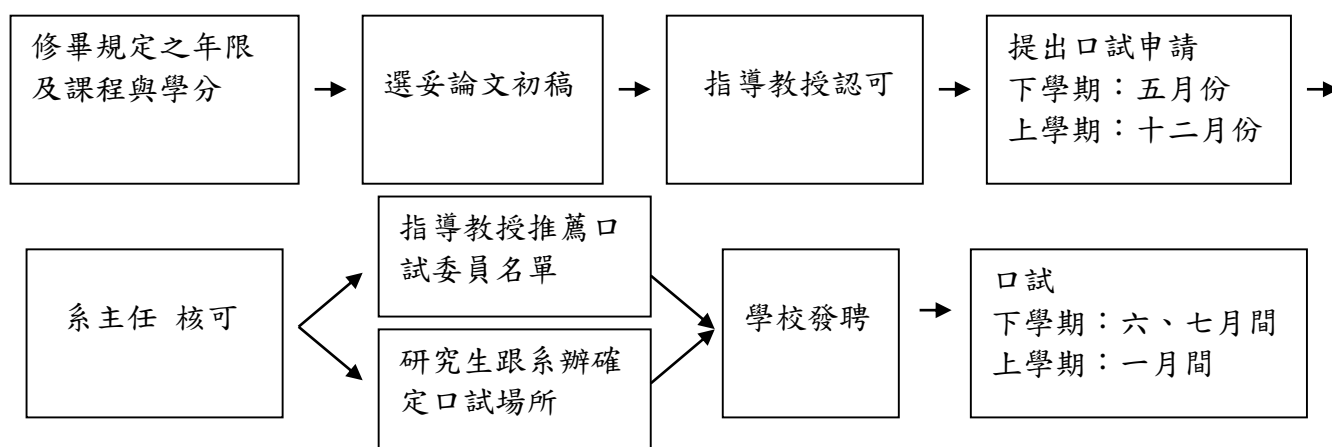 修畢規定之年限
及課程與學分
選妥論文初稿
指導教授認可
提出口試申請
下學期：五月份
上學期：十二月份
系主任 核可
指導教授推薦口
試委員名單
研究生跟系辦確
定口試場所
學校發聘
口試
下學期：六、七月間
上學期：一月間